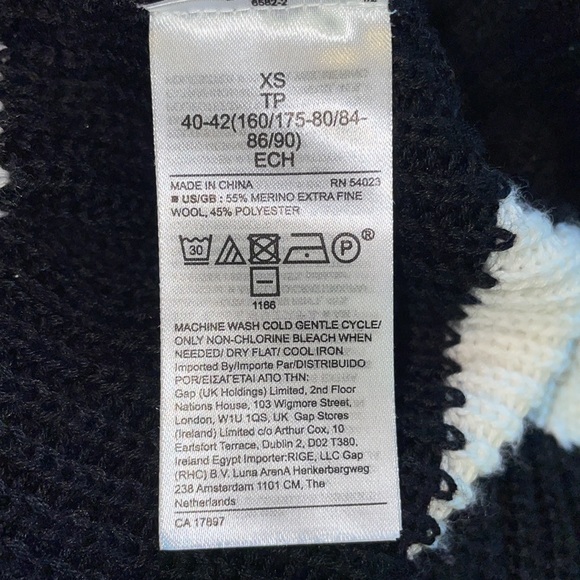 6582-2
XS
TP
40-42(160/175-80/84-
86/90)
ECH
MADE IN CHINA RN 54023
■ US/GB : 55% MERINO EXTRA FINE
WOOL, 45% POLYESTER
30 P ®
1166
MACHINE WASH COLD GENTLE CYCLE/
ONLY NON-CHLORINE BLEACH WHEN
NEEDED/ DRY FLAT/ COOL IRON
Imported By/Importe Par/DISTRIBUIDO
POR/ΕΙΣΑΓΕΤΑΙ ΑΠΟ ΤΗΝ:
Gap (UK Holdings) Limited, 2nd Floor
Nations House, 103 Wigmore Street,
London, W1U 1QS, UK Gap Stores
(Ireland) Limited c/o Arthur Cox, 10
Earlsfort Terrace, Dublin 2, D02 T380,
Ireland Egypt Importer:RIGE, LLC Gap
(RHC) B.V. Luna ArenA Herikerbergweg
238 Amsterdam 1101 CM, The
Netherlands
CA 17897